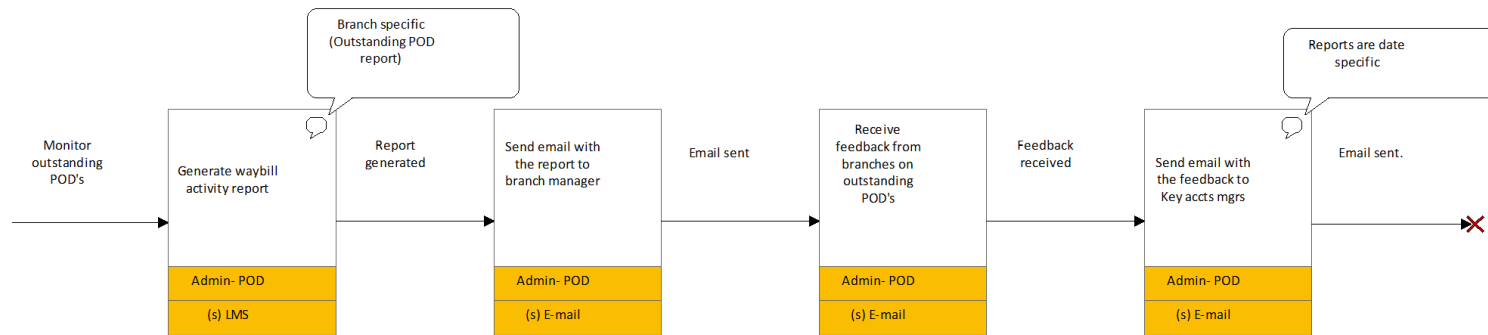 Branch specific
(Outstanding POD
report)
Reports are date
specific
Monitor
outstanding
POD's
Generate waybill
activity report
Report
generated
Send email with
the report to
branch manager
Email sent
Receive
feedback from
branches on
outstanding
POD's
Feedback
received
Send email with
the feedback to
Key accts mgrs
Email sent.
Admin- POD
(s) LMS
Admin- POD
(s) E-mail
Admin- POD
(s) E-mail
Admin- POD
(s) E-mail